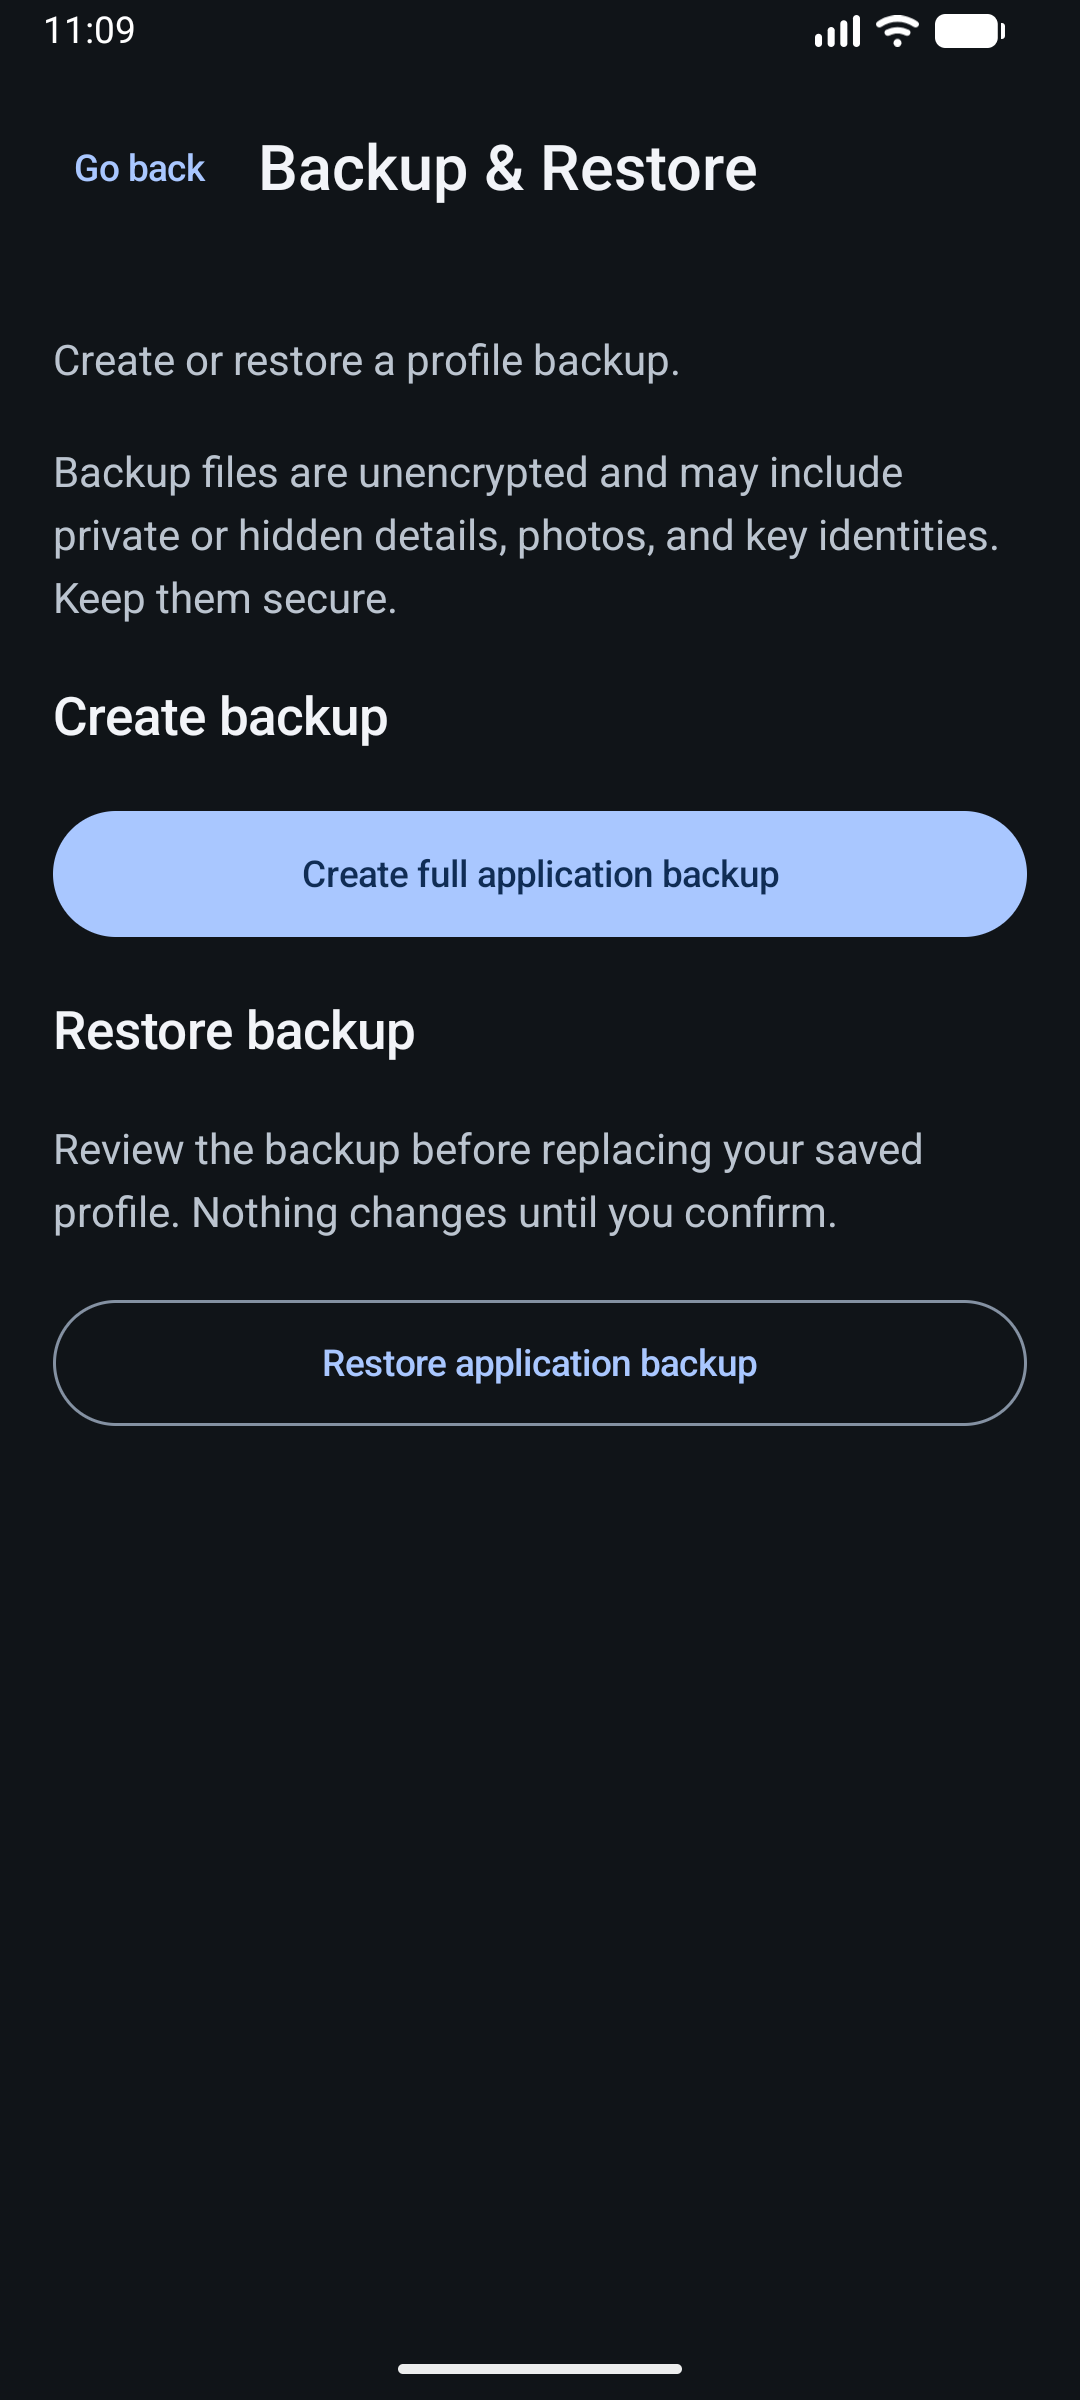 11:09
Go back
Backup & Restore
Create or restore a profile backup.
Backup files are unencrypted and may include
private or hidden details, photos, and key identities.
Keep them secure.
Create backup
Create full application backup
Restore backup
Review the backup before replacing your saved
profile. Nothing changes until you confirm.
Restore application backup